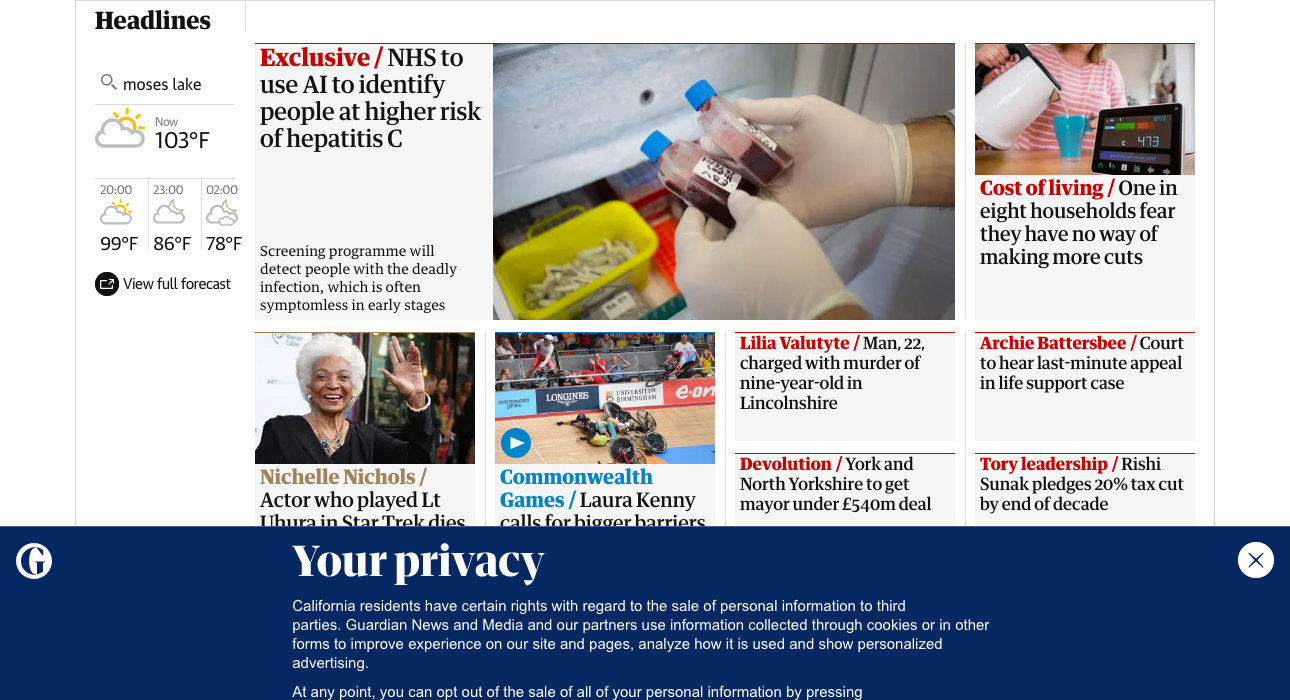 Headlines
moses lake
Now
103°F
20:00
23:00
02:00
99°F
86°F
78°F
View full forecast
Exclusive / NHS to
use AI to identify
people at higher risk
of hepatitis C
Screening programme will
detect people with the deadly
infection, which is often
symptomless in early stages
473
Cost of living / One in
eight households fear
they have no way of
making more cuts
Nichelle Nichols /
Actor who played Lt
Uhura in Star Trek dies
LONGINES
UNIVERSITY OF
BIRMINGHAM
e·on
Commonwealth
Games / Laura Kenny
calls for bigger barriers
Lilia Valutyte / Man, 22,
charged with murder of
nine-year-old in
Lincolnshire
Archie Battersbee / Court
to hear last-minute appeal
in life support case
Devolution / York and
North Yorkshire to get
mayor under £540m deal
Tory leadership / Rishi
Sunak pledges 20% tax cut
by end of decade
G
Your privacy
California residents have certain rights with regard to the sale of personal information to third
parties. Guardian News and Media and our partners use information collected through cookies or in other
forms to improve experience on our site and pages, analyze how it is used and show personalized
advertising.
At any point, you can opt out of the sale of all of your personal information by pressing